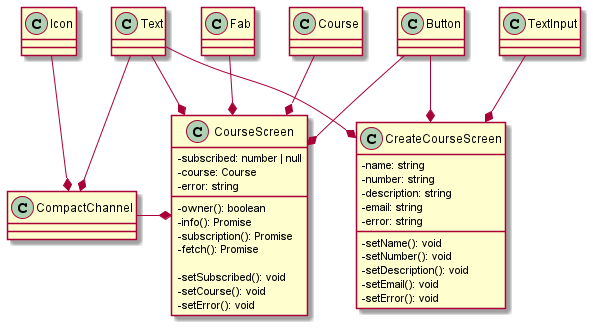 C Icon
C Text
C Fab
C Course
C Button
C TextInput
C CourseScreen
-subscribed: number | null
-course: Course
-error: string
-owner(): boolean
-info(): Promise
-subscription(): Promise
-fetch(): Promise
-setSubscribed(): void
-setCourse(): void
-setError(): void
C CreateCourseScreen
-name: string
-number: string
-description: string
-email: string
-error: string
-setName(): void
-setNumber(): void
-setDescription(): void
-setEmail(): void
-setError(): void
C CompactChannel